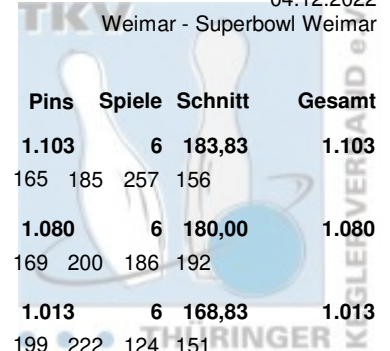 04.12.2022
Weimar - Superbowl Weimar
TKV
Pins Spiele Schnitt Gesamt
1.103 6 183,83 1.103
165 185 257 156
1.080 6 180,00 1.080
169 200 186 192
1.013 6 168,83 1.013
199 222 124 151
THÜRINGER
KEGLER VERBAND e.V